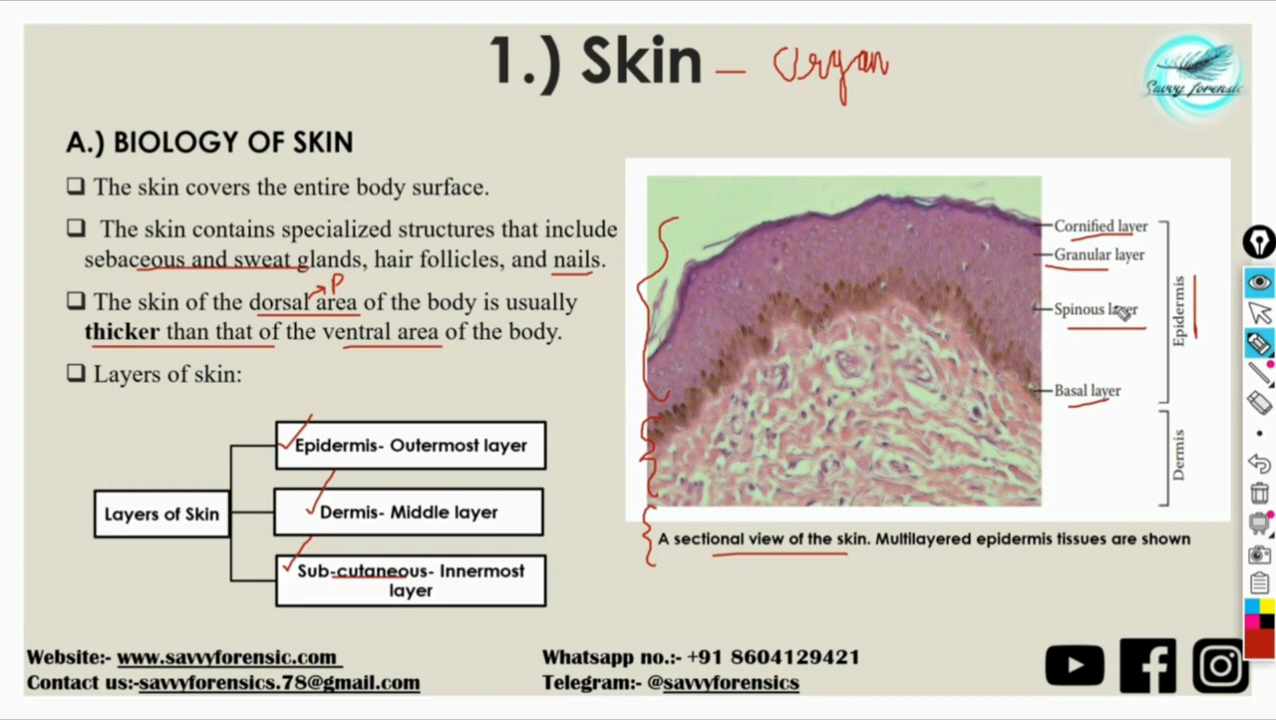 1.) Skin – Organ
Savvy forensic
A.) BIOLOGY OF SKIN
❑ The skin covers the entire body surface.
❑ The skin contains specialized structures that include
sebaceous and sweat glands, hair follicles, and nails.
P
❑ The skin of the dorsal area of the body is usually
thicker than that of the ventral area of the body.
❑ Layers of skin:
Layers of Skin
Epidermis- Outermost layer
Dermis- Middle layer
Sub-cutaneous- Innermost
layer
Cornified layer
Granular layer
Spinous layer
Basal layer
Epidermis
Dermis
A sectional view of the skin. Multilayered epidermis tissues are shown
Website:- www.savvyforensic.com
Contact us:-savvyforensics.78@gmail.com
Whatsapp no.:- +91 8604129421
Telegram:- @savvyforensics